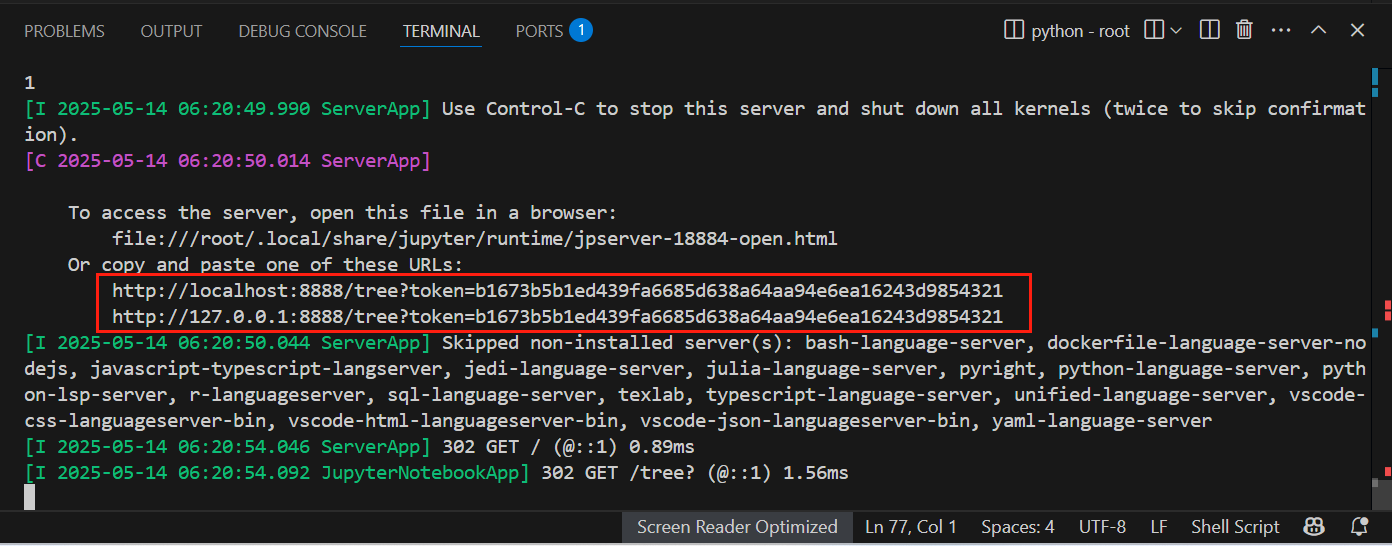 PROBLEMS OUTPUT DEBUG CONSOLE TERMINAL PORTS 1 python - root
1
[I 2025-05-14 06:20:49.990 ServerApp] Use Control-C to stop this server and shut down all kernels (twice to skip confirmat
ion).
[C 2025-05-14 06:20:50.014 ServerApp]
To access the server, open this file in a browser:
file:///root/.local/share/jupyter/runtime/jpserver-18884-open.html
Or copy and paste one of these URLs:
http://localhost:8888/tree?token=b1673b5b1ed439fa6685d638a64aa94e6ea16243d9854321
http://127.0.0.1:8888/tree?token=b1673b5b1ed439fa6685d638a64aa94e6ea16243d9854321
[I 2025-05-14 06:20:50.044 ServerApp] Skipped non-installed server(s): bash-language-server, dockerfile-language-server-no
dejs, javascript-typescript-langserver, jedi-language-server, julia-language-server, pyright, python-language-server, pyth
on-lsp-server, r-languageserver, sql-language-server, texlab, typescript-language-server, unified-language-server, vscode-
css-languageserver-bin, vscode-html-languageserver-bin, vscode-json-languageserver-bin, yaml-language-server
[I 2025-05-14 06:20:54.046 ServerApp] 302 GET / (@::1) 0.89ms
[I 2025-05-14 06:20:54.092 JupyterNotebookApp] 302 GET /tree? (@::1) 1.56ms
Screen Reader Optimized Ln 77, Col 1 Spaces: 4 UTF-8 LF Shell Script